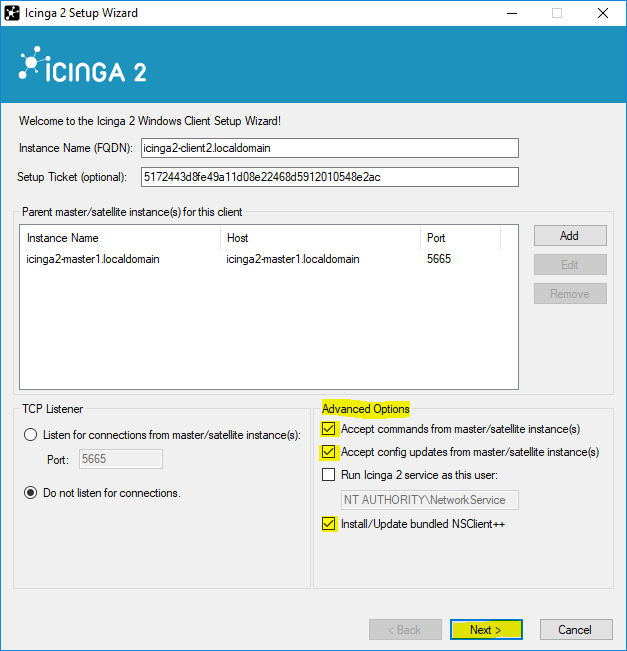 Icinga 2 Setup Wizard
ICINGA 2
Welcome to the Icinga 2 Windows Client Setup Wizard!
Instance Name (FQDN): icinga2-client2.localdomain
Setup Ticket (optional): 5172443d8fe49a11d08e22468d5912010548e2ac
Parent master/satellite instance(s) for this client
Instance Name Host Port
icinga2-master1.localdomain icinga2-master1.localdomain 5665
Add
Edit
Remove
TCP Listener
Listen for connections from master/satellite instance(s):
Port: 5665
Do not listen for connections.
Advanced Options
Accept commands from master/satellite instance(s)
Accept config updates from master/satellite instance(s)
Run Icinga 2 service as this user:
NT AUTHORITY\NetworkService
Install/Update bundled NSClient++
< Back Next > Cancel